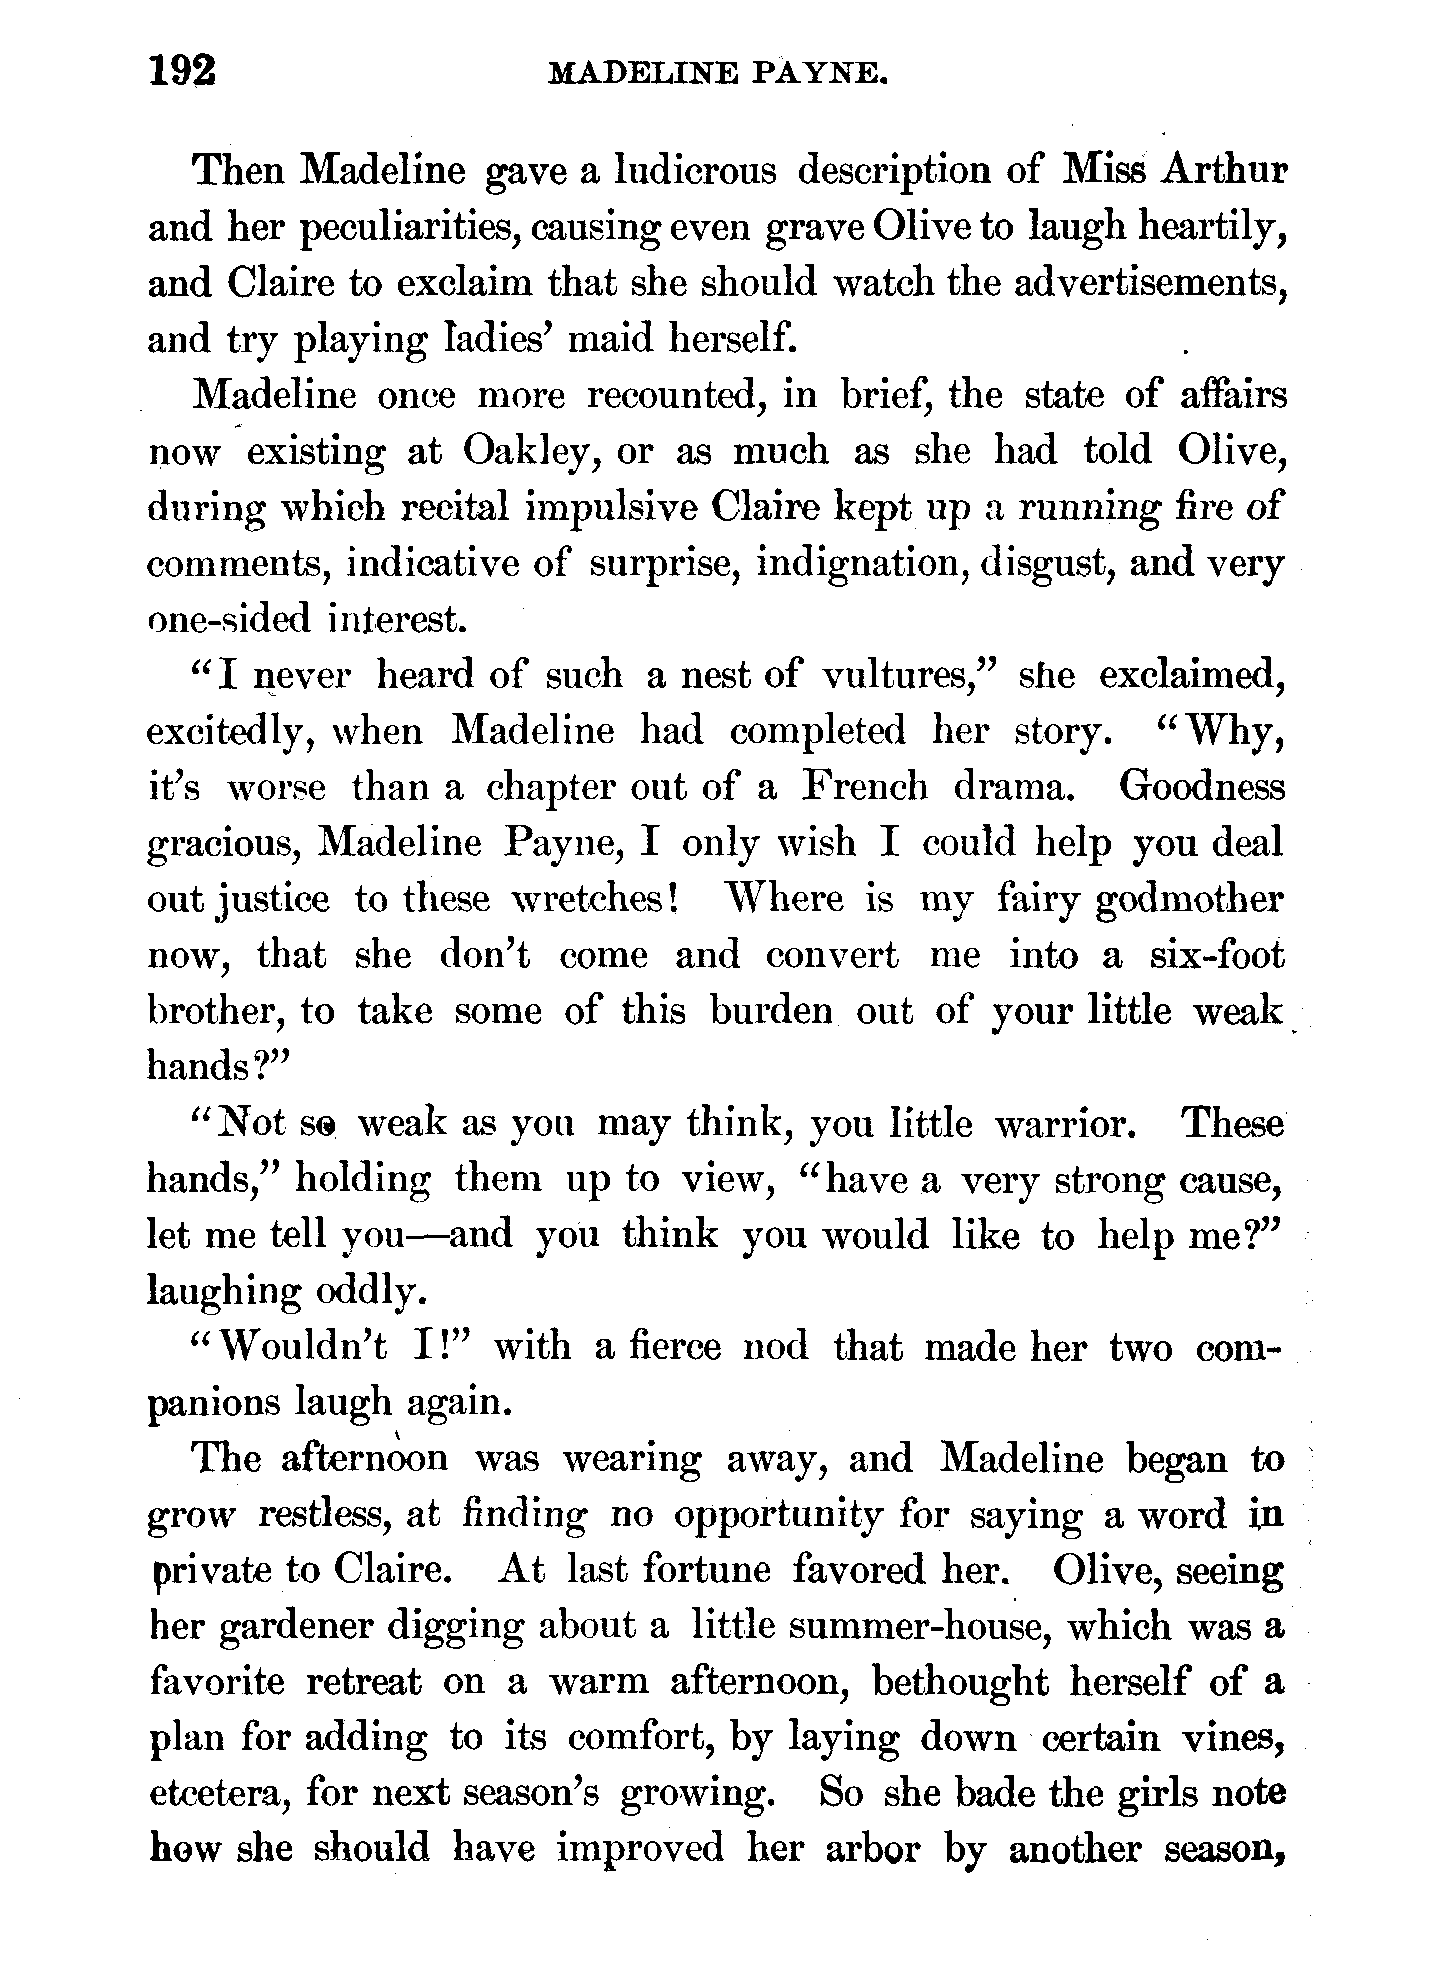 192 MADELINE PAYNE.
Then Madeline gave a ludicrous description of Miss Arthur
and her peculiarities, causing even grave Olive to laugh heartily,
and Claire to exclaim that she should watch the advertisements,
and try playing ladies' maid herself.
Madeline once more recounted, in brief, the state of affairs
now existing at Oakley, or as much as she had told Olive,
during which recital impulsive Claire kept up a running fire of
comments, indicative of surprise, indignation, disgust, and very
one-sided interest.
"I never heard of such a nest of vultures," she exclaimed,
excitedly, when Madeline had completed her story. "Why,
it's worse than a chapter out of a French drama. Goodness
gracious, Madeline Payne, I only wish I could help you deal
out justice to these wretches! Where is my fairy godmother
now, that she don't come and convert me into a six-foot
brother, to take some of this burden out of your little weak
hands?"
"Not so weak as you may think, you little warrior. These
hands," holding them up to view, "have a very strong cause,
let me tell you—and you think you would like to help me?"
laughing oddly.
"Wouldn't I!" with a fierce nod that made her two com-
panions laugh again.
The afternoon was wearing away, and Madeline began to
grow restless, at finding no opportunity for saying a word in
private to Claire. At last fortune favored her. Olive, seeing
her gardener digging about a little summer-house, which was a
favorite retreat on a warm afternoon, bethought herself of a
plan for adding to its comfort, by laying down certain vines,
etcetera, for next season's growing. So she bade the girls note
how she should have improved her arbor by another season,